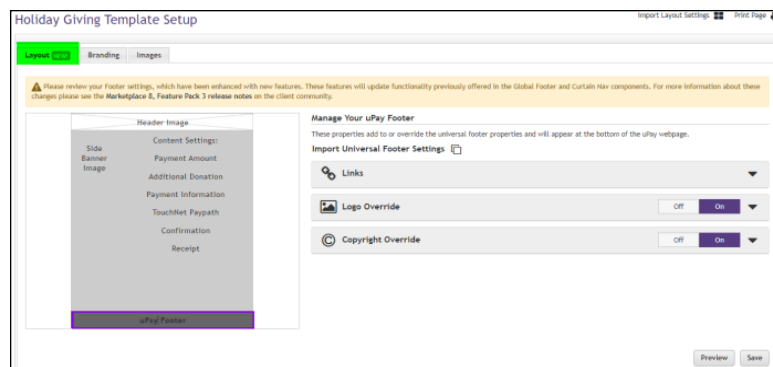 Holiday Giving Template Setup
Import Layout Settings
Print Page
Layout
Branding
Images
Please review your Footer settings, which have been enhanced with new features. These features will update functionality previously offered in the Global Footer and Curtain Nav components. For more information about these
changes please see the Marketplace 8, Feature Pack 3 release notes on the client community.
Header Image
Side
Banner
Image
Content Settings:
Payment Amount
Additional Donation
Payment Information
TouchNet Paypath
Confirmation
Receipt
uPay Footer
Manage Your uPay Footer
These properties add to or override the universal footer properties and will appear at the bottom of the uPay webpage.
Import Universal Footer Settings
Links
Logo Override
Off
On
Copyright Override
Off
On
Preview
Save